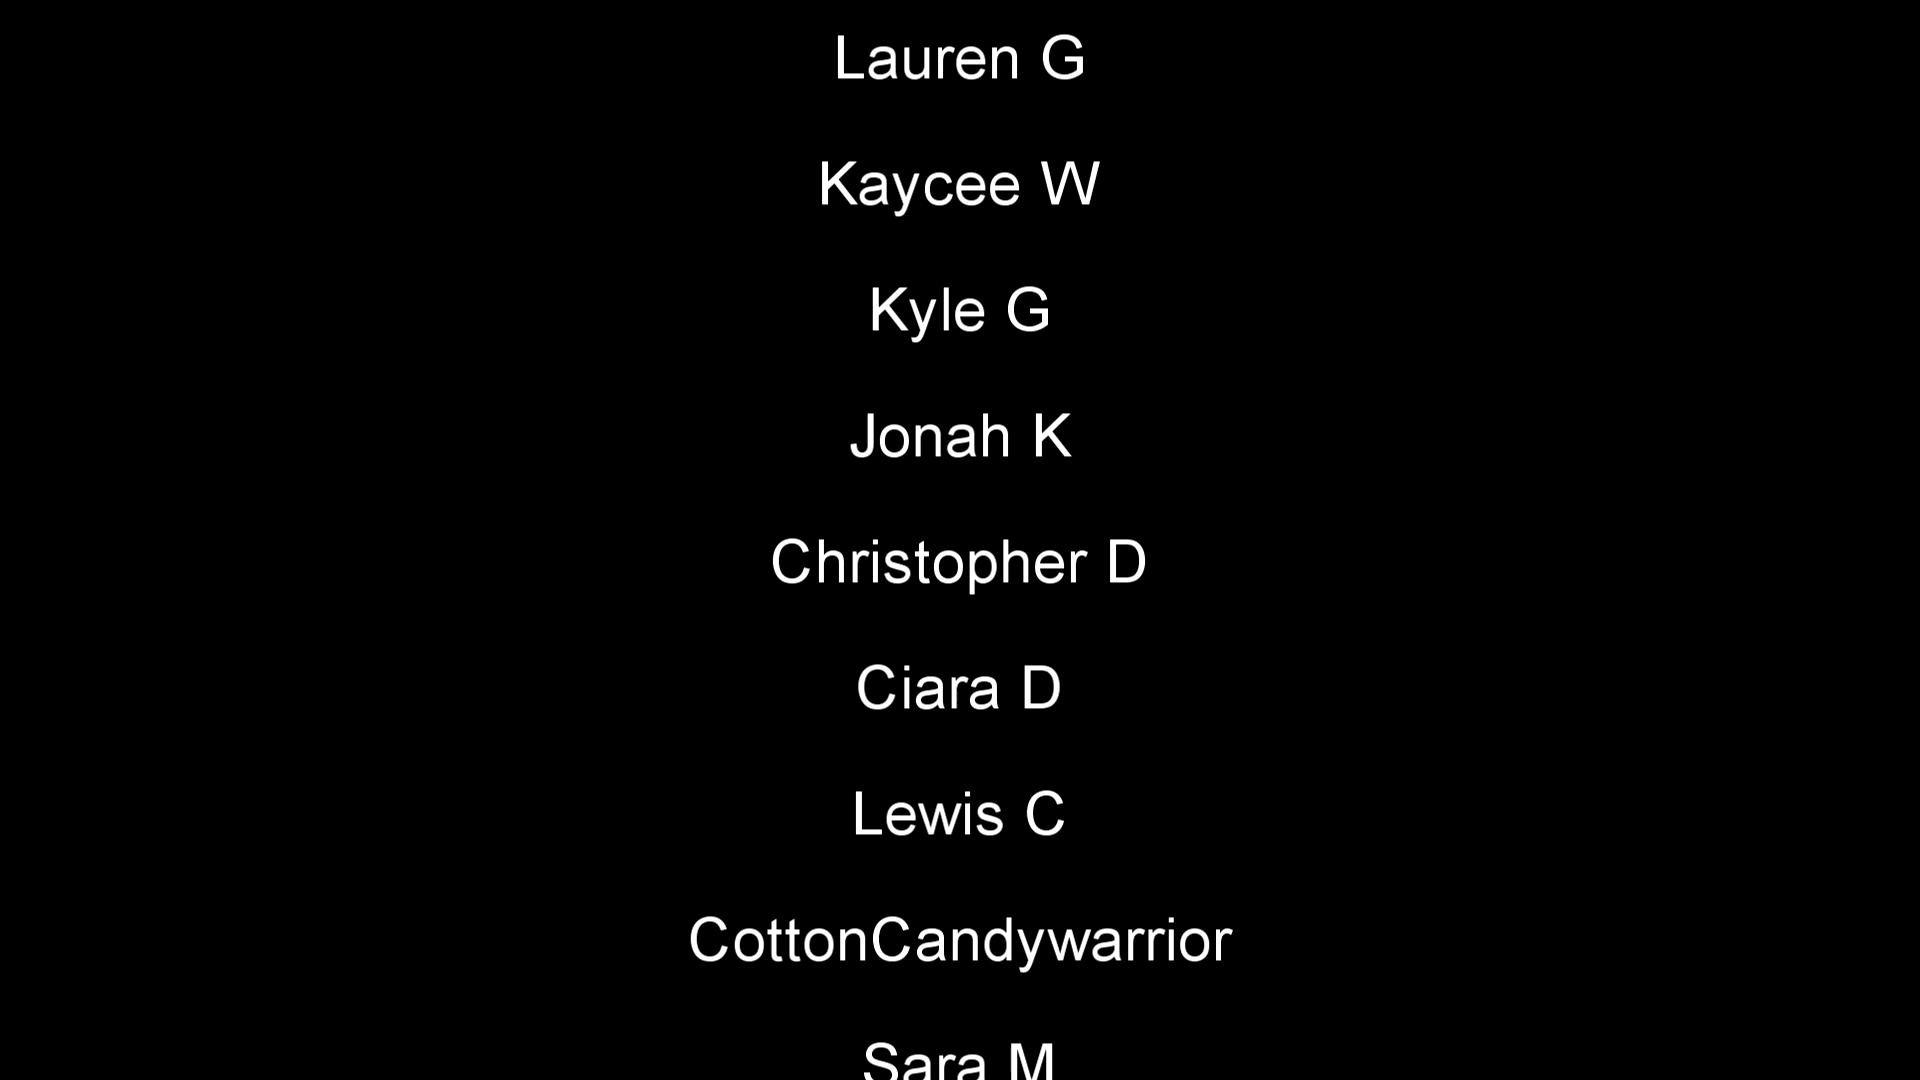 Lauren G
Kaycee W
Kyle G
Jonah K
Christopher D
Ciara D
Lewis C
CottonCandywarrior
Sara M